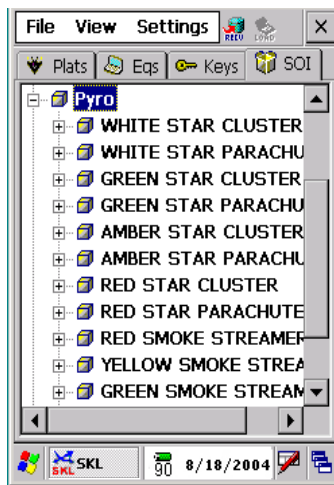 File View Settings RECV LOAD
Plats Eqs Keys SOI
Pyro
WHITE STAR CLUSTER
WHITE STAR PARACHU
GREEN STAR CLUSTER
GREEN STAR PARACHU
AMBER STAR CLUSTER
AMBER STAR PARACHU
RED STAR CLUSTER
RED STAR PARACHUTE
RED SMOKE STREAMER
YELLOW SMOKE STREA
GREEN SMOKE STREAM
SKL SKL 90 8/18/2004